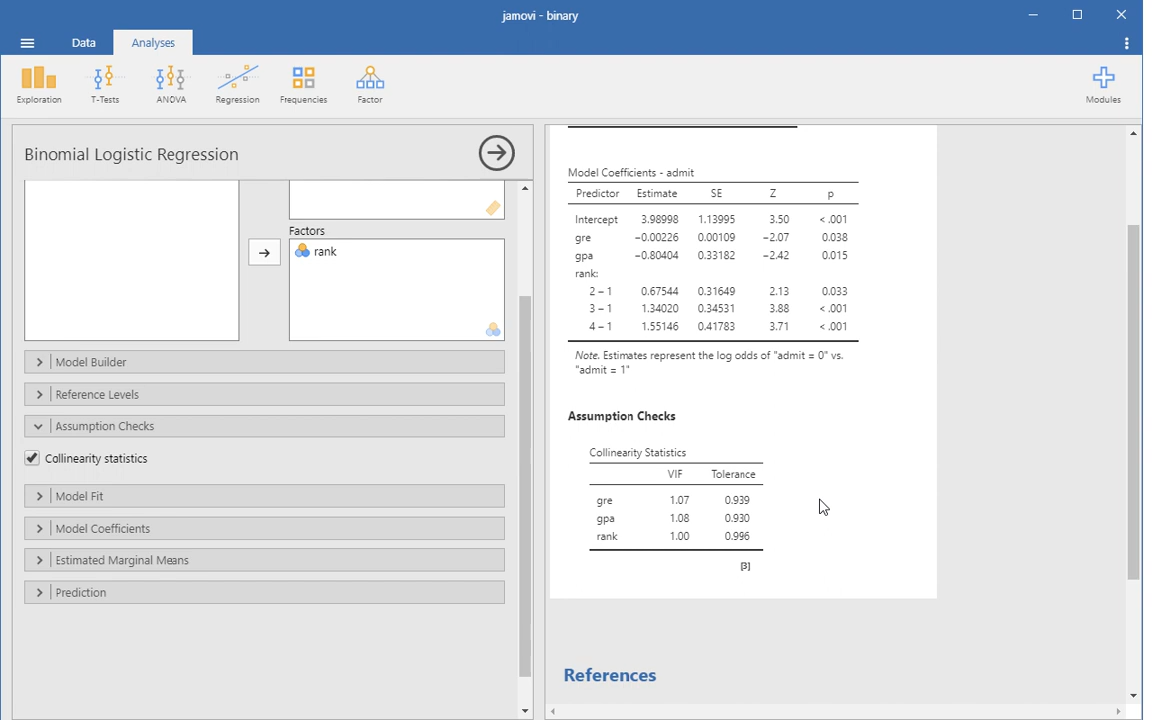 jamovi - binary
Data Analyses
Exploration T-Tests ANOVA Regression Frequencies Factor Modules
Binomial Logistic Regression
Factors
rank
Model Builder
Reference Levels
Assumption Checks
Collinearity statistics
Model Fit
Model Coefficients
Estimated Marginal Means
Prediction
Model Coefficients - admit
Predictor Estimate SE Z p
Intercept 3.98998 1.13995 3.50 < .001
gre −0.00226 0.00109 −2.07 0.038
gpa −0.80404 0.33182 −2.42 0.015
rank:
2 – 1 0.67544 0.31649 2.13 0.033
3 – 1 1.34020 0.34531 3.88 < .001
4 – 1 1.55146 0.41783 3.71 < .001
Note. Estimates represent the log odds of "admit = 0" vs.
"admit = 1"
Assumption Checks
Collinearity Statistics
VIF Tolerance
gre 1.07 0.939
gpa 1.08 0.930
rank 1.00 0.996
[3]
References